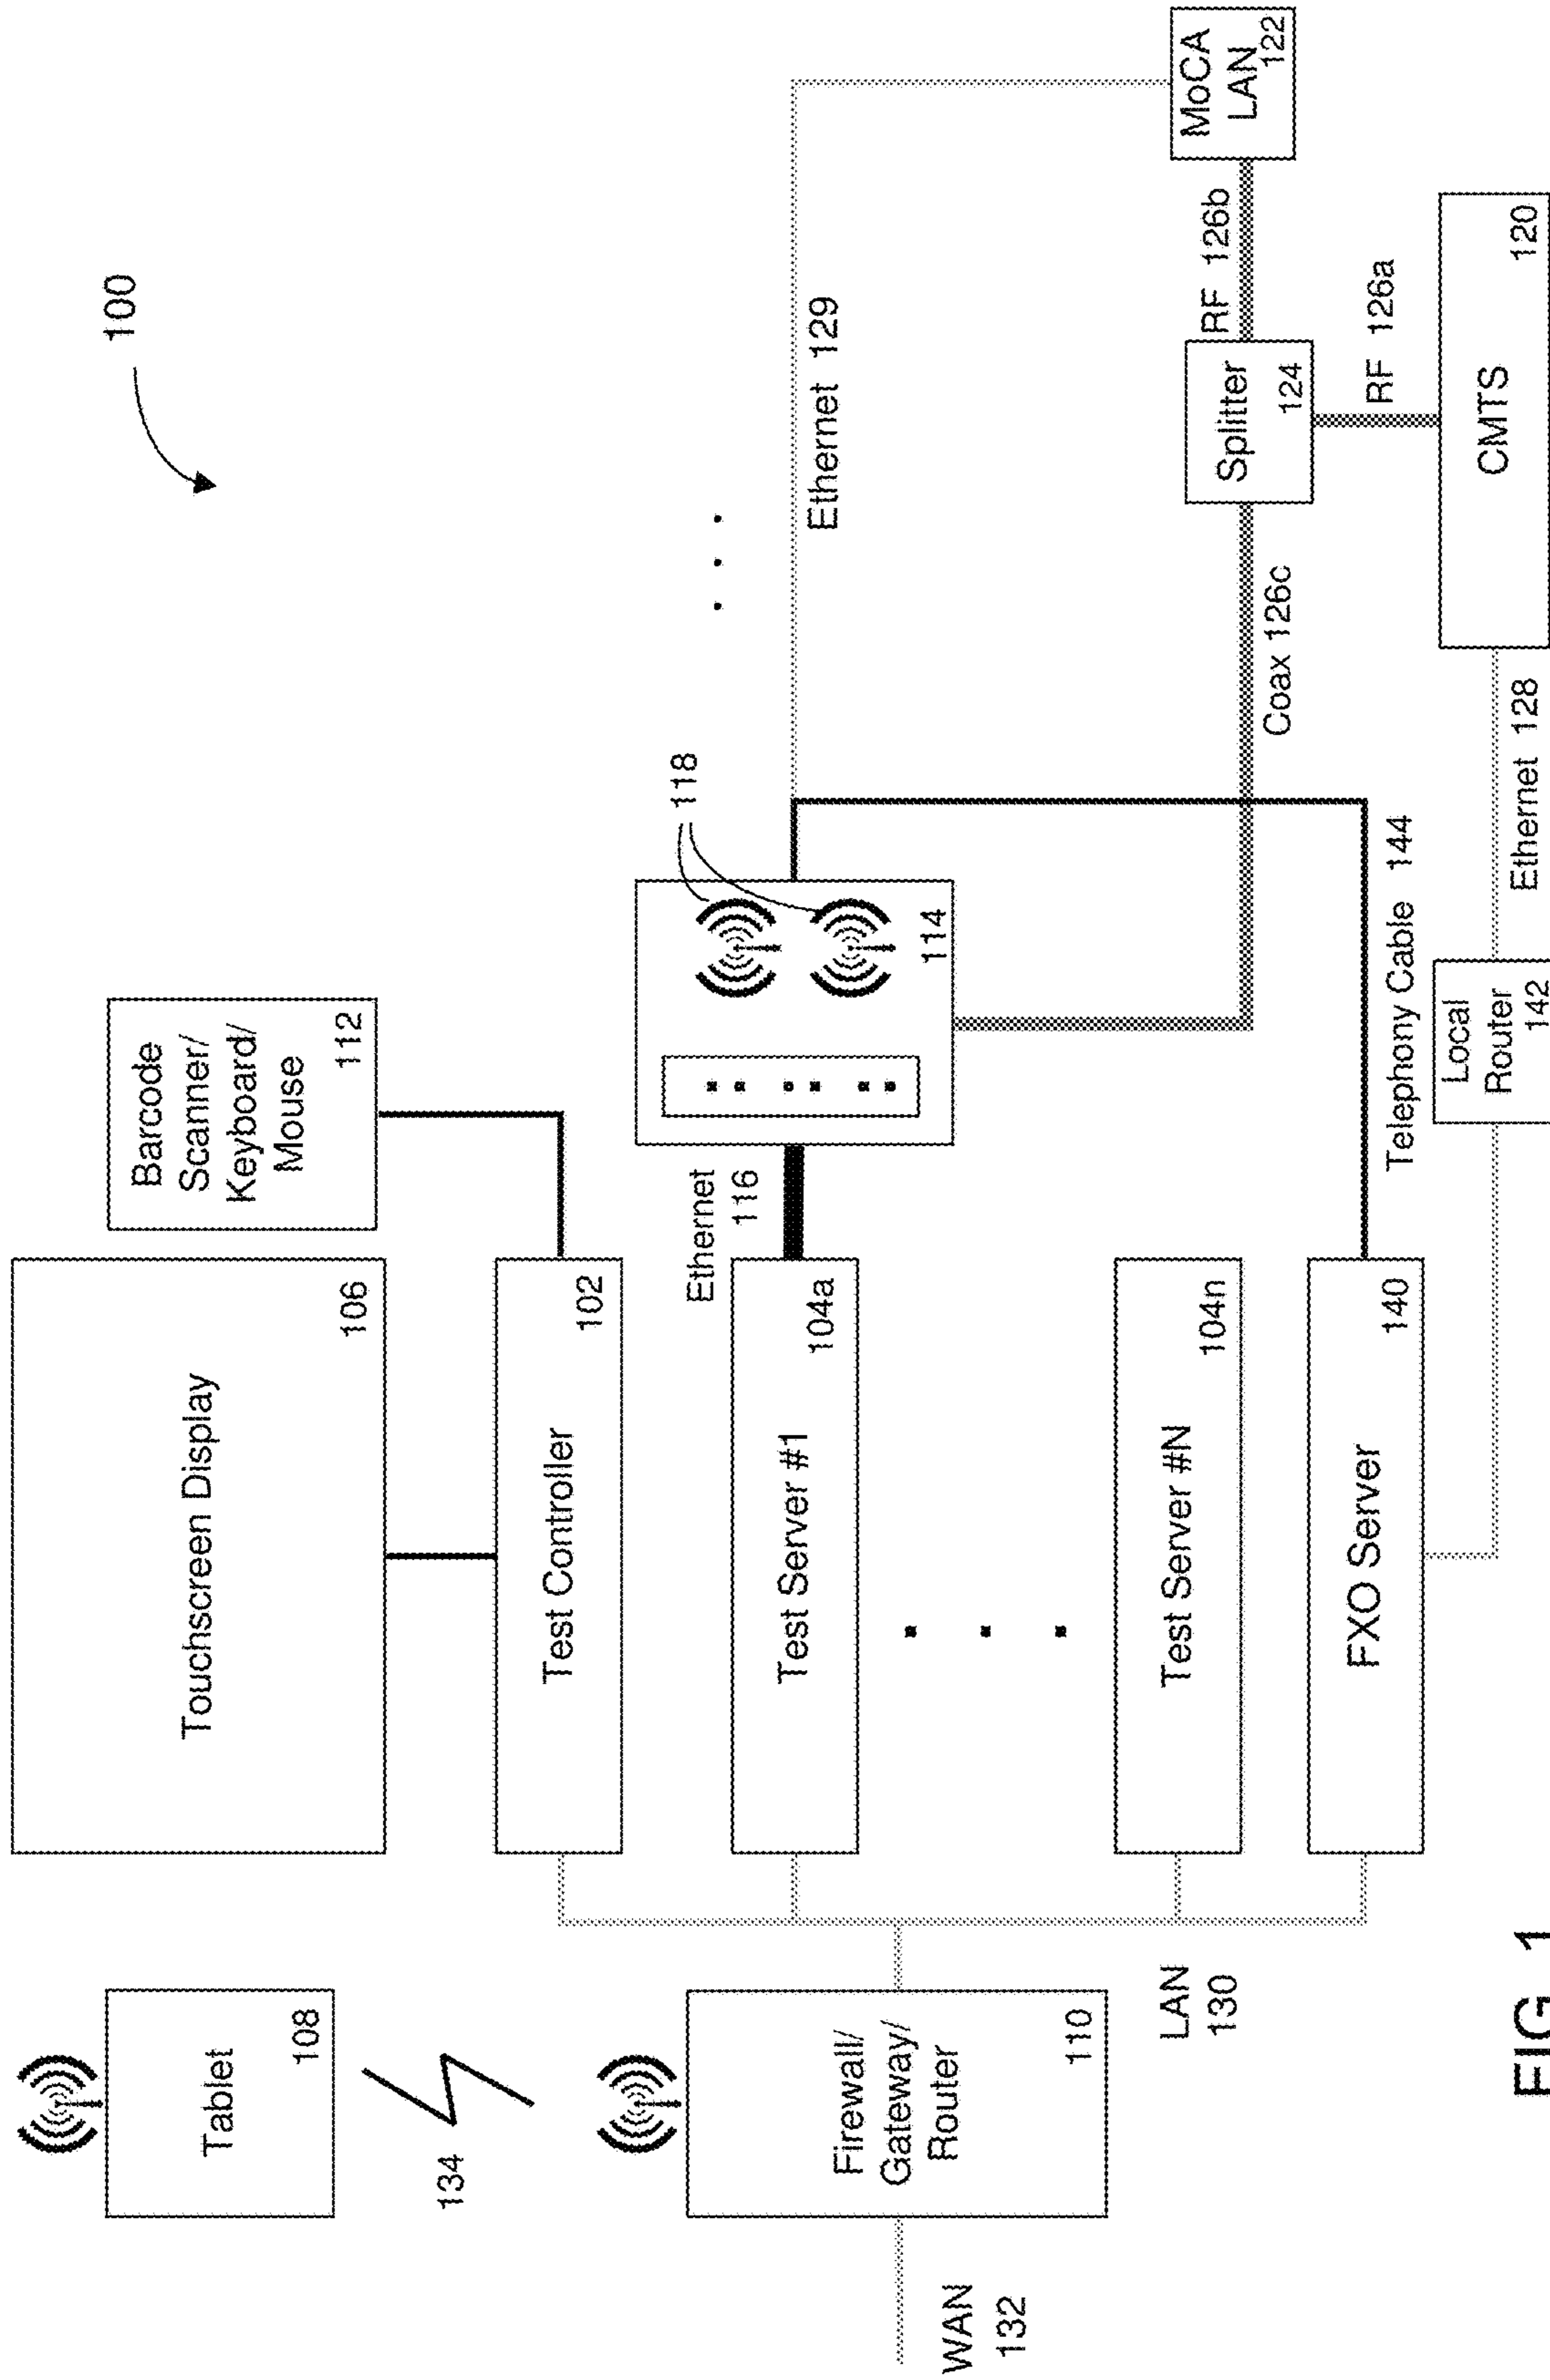 100
Tablet
108
134
Touchscreen Display
106
Barcode
Scanner/
Keyboard/
Mouse
112
Test Controller
102
Firewall/
Gateway/
Router
110
WAN
132
LAN
130
Test Server #1
104a
Ethernet
116
114
118
Ethernet 129
Test Server #N
104n
FXO Server
140
Coax 126c
Splitter
124
RF 126b
MoCA
LAN
122
RF 126a
Telephony Cable 144
Local
Router
142
Ethernet 128
CMTS
120
FIG. 1